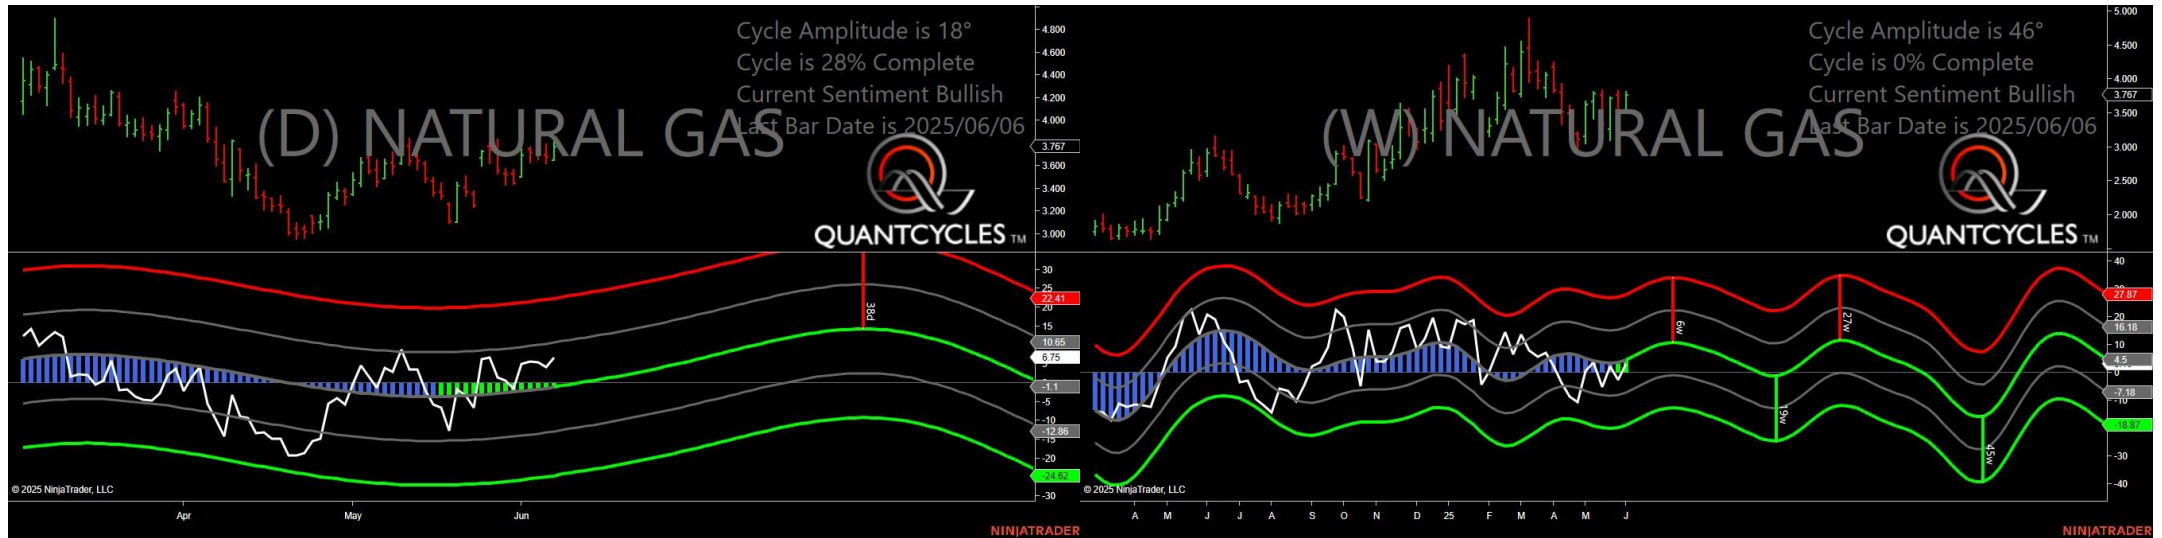 Cycle Amplitude is 18°
Cycle is 28% Complete
Current Sentiment Bullish
Last Bar Date is 2025/06/06
(D) NATURAL GAS
QUANTCYCLES TM
4.800
4.600
4.400
4.200
4.000
3.767
3.600
3.400
3.200
3.000
30
25
22.41
20
15
10.65
6.75
-1.1
-5
-10
-12.86
-15
-20
-24.62
-30
38d
© 2025 NinjaTrader, LLC
Apr
May
Jun
NINJATRADER
Cycle Amplitude is 46°
Cycle is 0% Complete
Current Sentiment Bullish
Last Bar Date is 2025/06/06
(W) NATURAL GAS
QUANTCYCLES TM
5.000
4.500
4.000
3.767
3.500
3.000
2.500
2.000
40
27.87
20
16.18
10
4.5
0
-7.18
-10
-18.87
-30
-40
6w
27w
19w
45w
© 2025 NinjaTrader, LLC
A
M
J
J
A
S
O
N
D
25
F
M
A
M
J
NINJATRADER